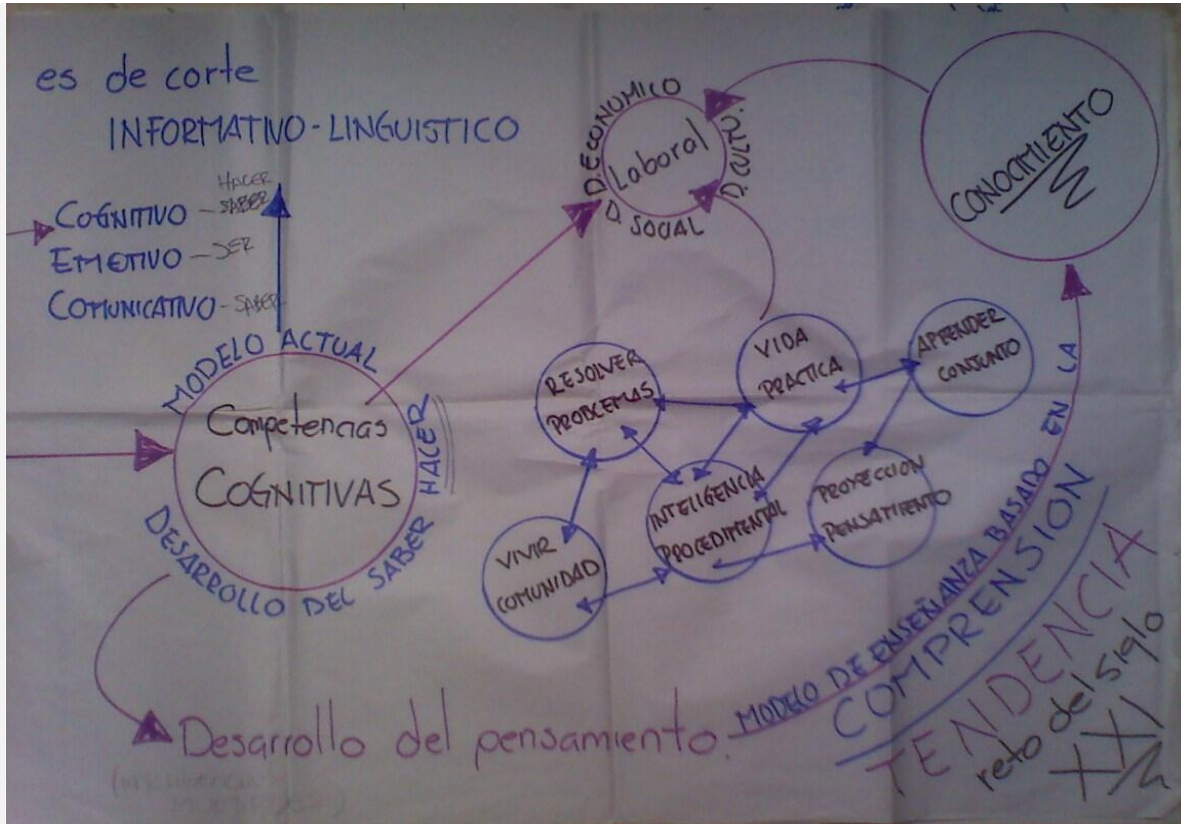 es de corte
INFORMATIVO-LINGUISTICO
HACER
COGNITIVO - SABER
EMOTIVO - SER
COMUNICATIVO - SABER
MODELO ACTUAL
Competencias
COGNITIVAS
DESARROLLO DEL SABER HACER
D. ECONOMICO
Laboral
D. SOCIAL
CONOCIMIENTO
RESOLVER
PROBLEMAS
VIDA
PRACTICA
APRENDER
CONJUNTO
INTELIGENCIA
PROCEDIMENTAL
PROYECCION
PENSAMIENTO
VIVIR
COMUNIDAD
Desarrollo del pensamiento.
MODELO DE ENSEÑANZA BASADO EN LA
COMPRENSION
TENDENCIA
reto del siglo
XXI